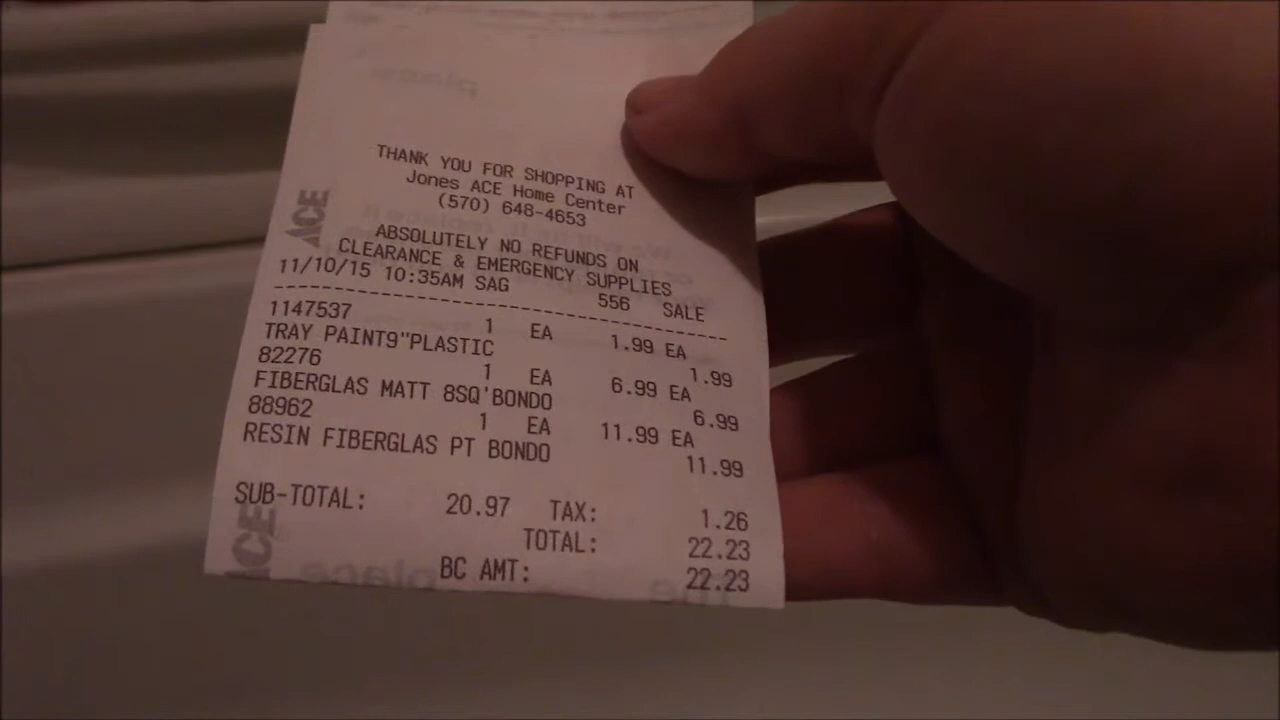 THANK YOU FOR SHOPPING AT
Jones ACE Home Center
(570) 648-4653
ABSOLUTELY NO REFUNDS ON
CLEARANCE & EMERGENCY SUPPLIES
11/10/15 10:35AM SAG 556 SALE
1147537 1 EA 1.99 EA
TRAY PAINT9"PLASTIC 1.99
82276 1 EA 6.99 EA
FIBERGLAS MATT 8SQ'BONDO 6.99
88962 1 EA 11.99 EA
RESIN FIBERGLAS PT BONDO 11.99
SUB-TOTAL: 20.97 TAX: 1.26
TOTAL: 22.23
BC AMT: 22.23
ACE
ACE